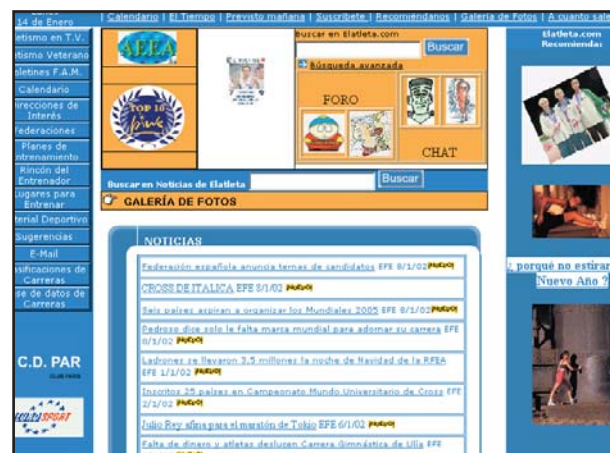 14 de Enero
Calendario | El Tiempo | Previsto mañana | Suscribete | Recomiéndanos | Galería de Fotos | A cuanto
etismo en T.V.
etismo Veterano
oletines F.A.M.
Calendario
irecciones de
Interés
Federaciones
Planes de
ntrenamiento
Rincón del
Entrenador
ugares para
Entrenar
terial Deportivo
Sugerencias
E-Mail
asificaciones de
Carreras
se de datos de
Carreras
C.D. PAR
AEEA
TOP 10
buscar en Elatleta.com
Buscar
Búsqueda avanzada
FORO
CHAT
Buscar en Noticias de Elatleta
Buscar
GALERÍA DE FOTOS
NOTICIAS
Federación española anuncia ternas de candidatos EFE 8/1/02 ¡NUEVO!
CROSS DE ITALICA EFE 8/1/02 ¡NUEVO!
Seis países aspiran a organizar los Mundiales 2005 EFE 8/1/02 ¡NUEVO!
Pedroso dice solo le falta marca mundial para adornar su carrera EFE
8/1/02 ¡NUEVO!
Ladrones se llevaron 3,5 millones la noche de Navidad de la RFEA
EFE 1/1/02 ¡NUEVO!
Inscritos 25 países en Campeonato Mundo Universitario de Cross EFE
2/1/02 ¡NUEVO!
Julio Rey afina para el maratón de Tokio EFE 6/1/02 ¡NUEVO!
Falta de dinero y atletas deslucen Carrera Gimnástica de Ulía EFE
Elatleta.com
Recomienda:
¿ porqué no estirar
Nuevo Año ?